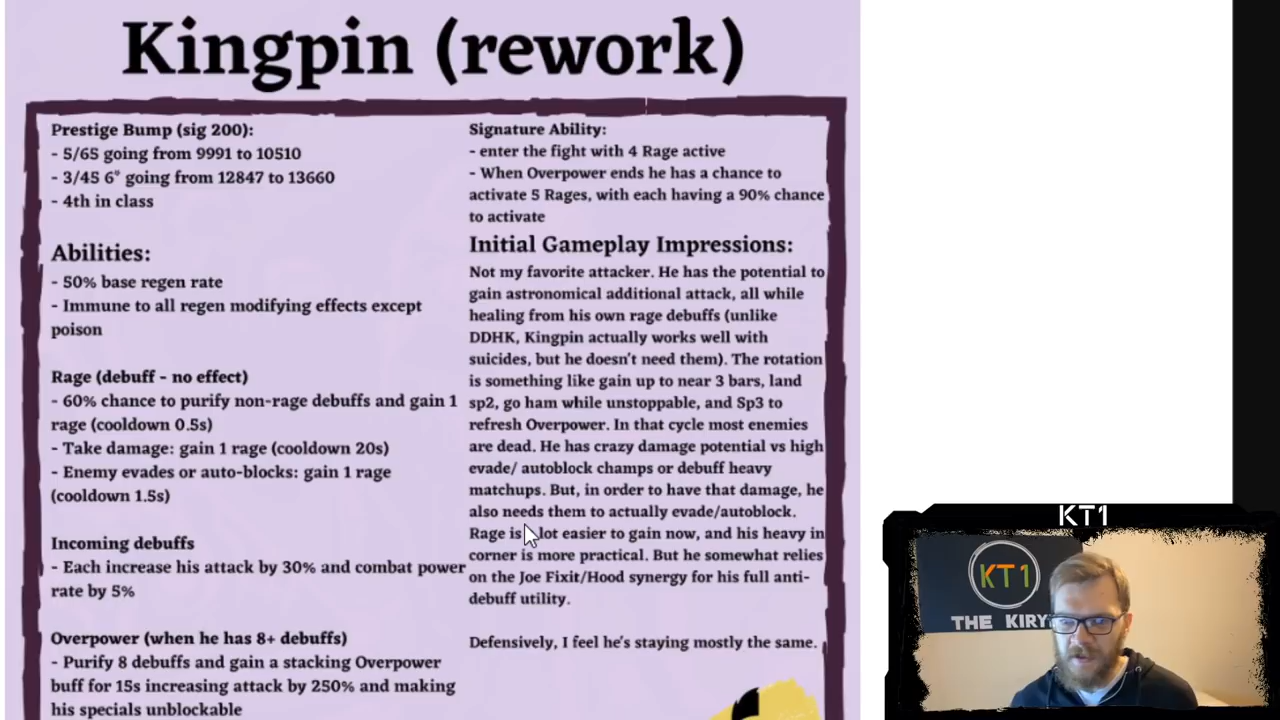 Kingpin (rework)
Prestige Bump (sig 200):
- 5/65 going from 9991 to 10510
- 3/45 6* going from 12847 to 13660
- 4th in class
Abilities:
- 50% base regen rate
- Immune to all regen modifying effects except
poison
Rage (debuff - no effect)
- 60% chance to purify non-rage debuffs and gain 1
rage (cooldown 0.5s)
- Take damage: gain 1 rage (cooldown 20s)
- Enemy evades or auto-blocks: gain 1 rage
(cooldown 1.5s)
Incoming debuffs
- Each increase his attack by 30% and combat power
rate by 5%
Overpower (when he has 8+ debuffs)
- Purify 8 debuffs and gain a stacking Overpower
buff for 15s increasing attack by 250% and making
his specials unblockable
Signature Ability:
- enter the fight with 4 Rage active
- When Overpower ends he has a chance to
activate 5 Rages, with each having a 90% chance
to activate
Initial Gameplay Impressions:
Not my favorite attacker. He has the potential to
gain astronomical additional attack, all while
healing from his own rage debuffs (unlike
DDHK, Kingpin actually works well with
suicides, but he doesn't need them). The rotation
is something like gain up to near 3 bars, land
sp2, go ham while unstoppable, and Sp3 to
refresh Overpower. In that cycle most enemies
are dead. He has crazy damage potential vs high
evade/ autoblock champs or debuff heavy
matchups. But, in order to have that damage, he
also needs them to actually evade/autoblock.
Rage is lot easier to gain now, and his heavy in
corner is more practical. But he somewhat relies
on the Joe Fixit/Hood synergy for his full anti-
debuff utility.
Defensively, I feel he's staying mostly the same.
KT1
KT1
THE KIRY